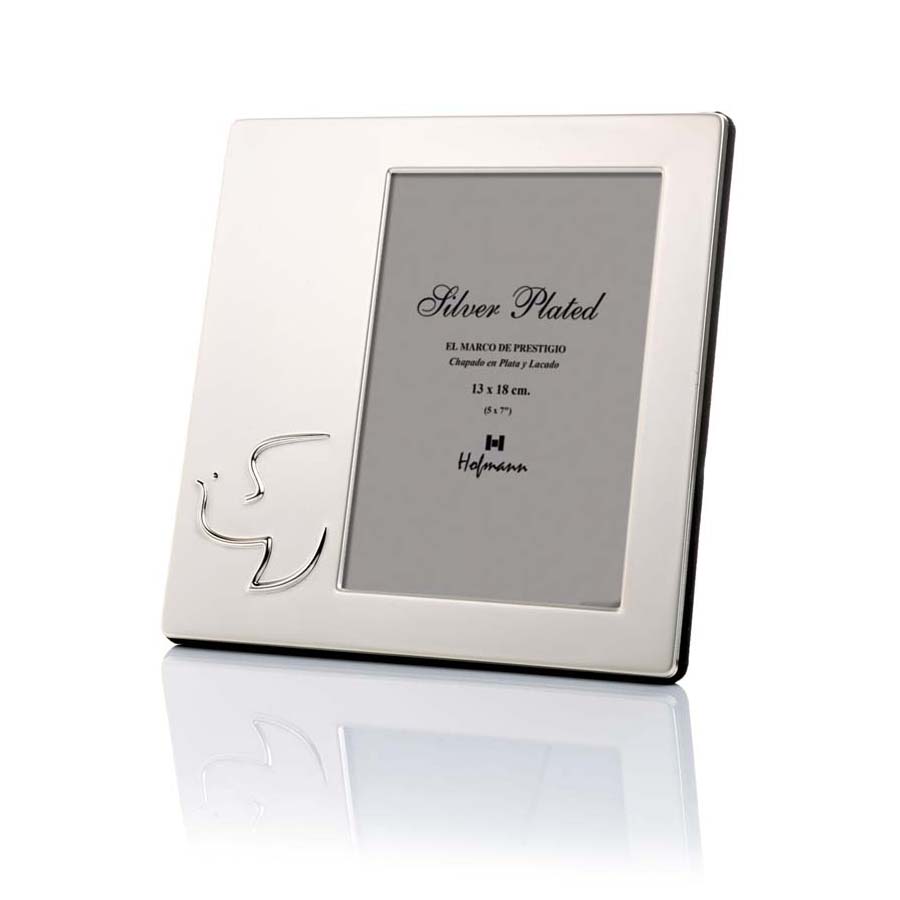 Silver Plated
EL MARCO DE PRESTIGIO
Chapado en Plata y Lacado
13 x 18 cm.
(5 x 7")
Hofmann